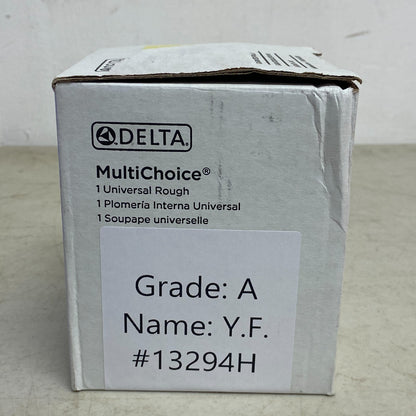 DELTA
MultiChoice®
1 Universal Rough
1 Plomería Interna Universal
1 Soupape universelle
Grade: A
Name: Y.F.
#13294H